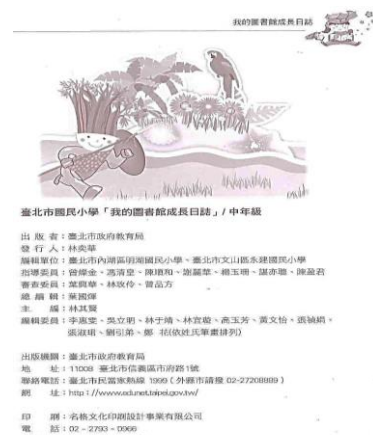 我的圖書館成長日誌
臺北市國民小學「我的圖書館成長日誌」/ 中年級
出 版 者：臺北市政府教育局
發 行 人：林奕華
編輯單位：臺北市內湖區明湖國民小學、臺北市文山區永建國民小學
指導委員：曾燦金、馮清皇、陳順和、謝麗華、楊玉珊、諶亦聰、陳盈君
審查委員：葉興華、林玫伶、曾品方
總 編 輯：葉國煇
主 編：林其賢
編輯委員：李惠雯、吳立明、林于靖、林宜璇、高玉芳、黃文怡、張禎娟、
張淑珺、劉引弟、鄭 花(依姓氏筆畫排列)
出版機關：臺北市政府教育局
地 址：11008 臺北市信義區市府路1號
聯絡電話：臺北市民當家熱線 1999（外縣市請撥 02-27208889）
網 址：http：//www.edunet.taipei.gov.tw/
印 刷：名格文化印刷設計事業有限公司
電 話：02－2793－0966